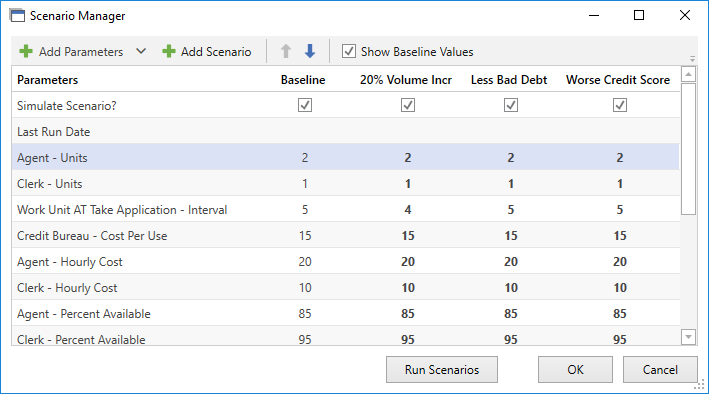 Scenario Manager
Add Parameters Add Scenario Show Baseline Values
Parameters Baseline 20% Volume Incr Less Bad Debt Worse Credit Score
Simulate Scenario?
Last Run Date
Agent - Units 2 2 2 2
Clerk - Units 1 1 1 1
Work Unit AT Take Application - Interval 5 4 5 5
Credit Bureau - Cost Per Use 15 15 15 15
Agent - Hourly Cost 20 20 20 20
Clerk - Hourly Cost 10 10 10 10
Agent - Percent Available 85 85 85 85
Clerk - Percent Available 95 95 95 95
Run Scenarios OK Cancel